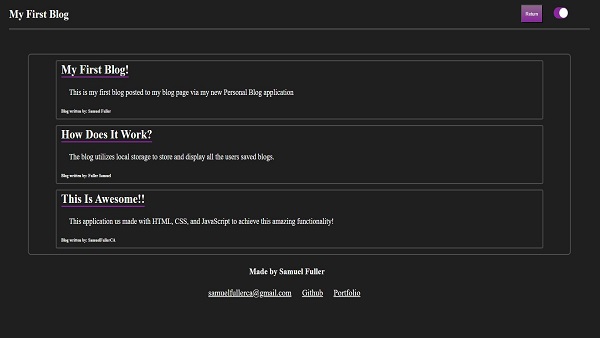 My First Blog
Return
My First Blog!
This is my first blog posted to my blog page via my new Personal Blog application
Blog written by: Samuel Fuller
How Does It Work?
The blog utilizes local storage to store and display all the users saved blogs.
Blog written by: Fuller Samuel
This Is Awesome!!
This application us made with HTML, CSS, and JavaScript to achieve this amazing functionality!
Blog written by: SamuelFullerCA
Made by Samuel Fuller
samuelfullerca@gmail.com Github Portfolio